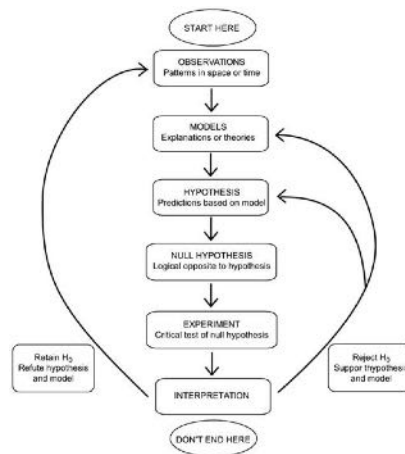 START HERE
OBSERVATIONS
Patterns in space or time
MODELS
Explanations or theories
HYPOTHESIS
Predictions based on model
NULL HYPOTHESIS
Logical opposite to hypothesis
EXPERIMENT
Critical test of null hypothesis
Retain H₀
Refute hypothesis
and model
Reject H₀
Suppor thypothesis
and model
INTERPRETATION
DON'T END HERE